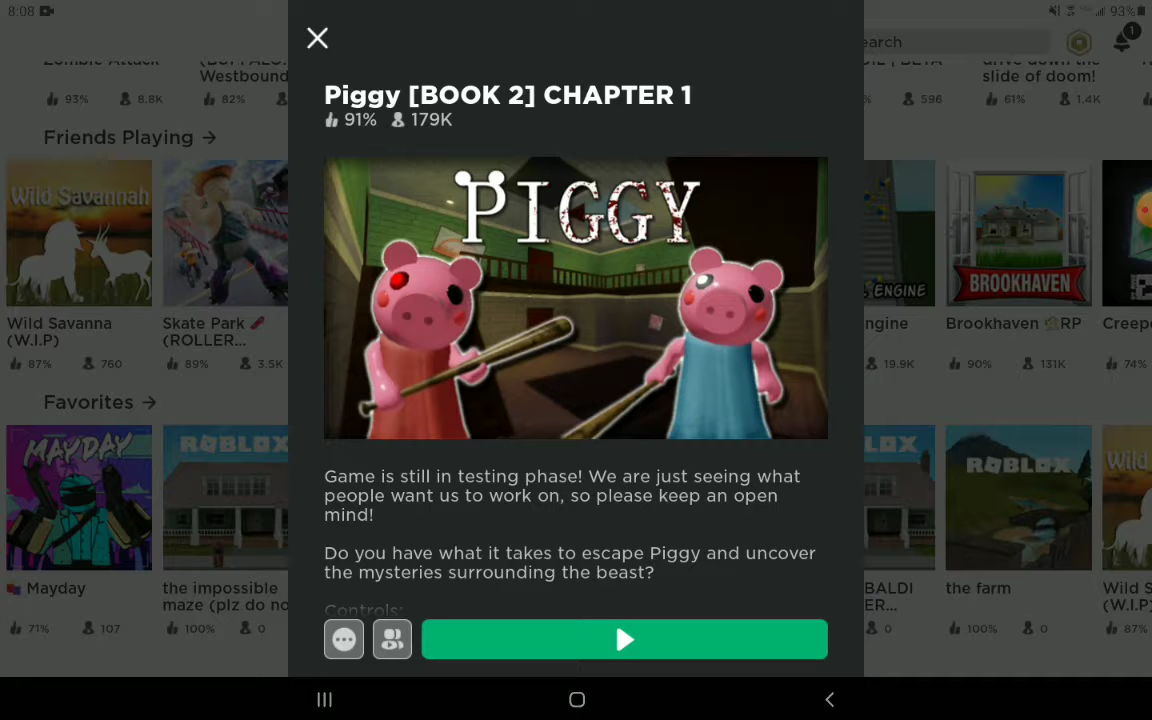 8:08
93%
earch
1
Zombie Attack
Westbound
93%
8.8K
82%
596
slide of doom!
61%
1.4K
Friends Playing →
Wild Savannah
Wild Savanna
(W.I.P)
87%
760
Skate Park
(ROLLER...
89%
3.5K
ENGINE
ngine
19.9K
BROOKHAVEN
Brookhaven RP
90%
131K
Creep
74%
Favorites →
MAYDAY
Mayday
71%
107
ROBLOX
the impossible
maze (plz do no
100%
0
LOX
BALDI
ER...
0
ROBLOX
the farm
100%
0
Wild
Wild S
(W.I.P)
87%
Piggy [BOOK 2] CHAPTER 1
91%
179K
PIGGY
Game is still in testing phase! We are just seeing what
people want us to work on, so please keep an open
mind!
Do you have what it takes to escape Piggy and uncover
the mysteries surrounding the beast?
Controls: